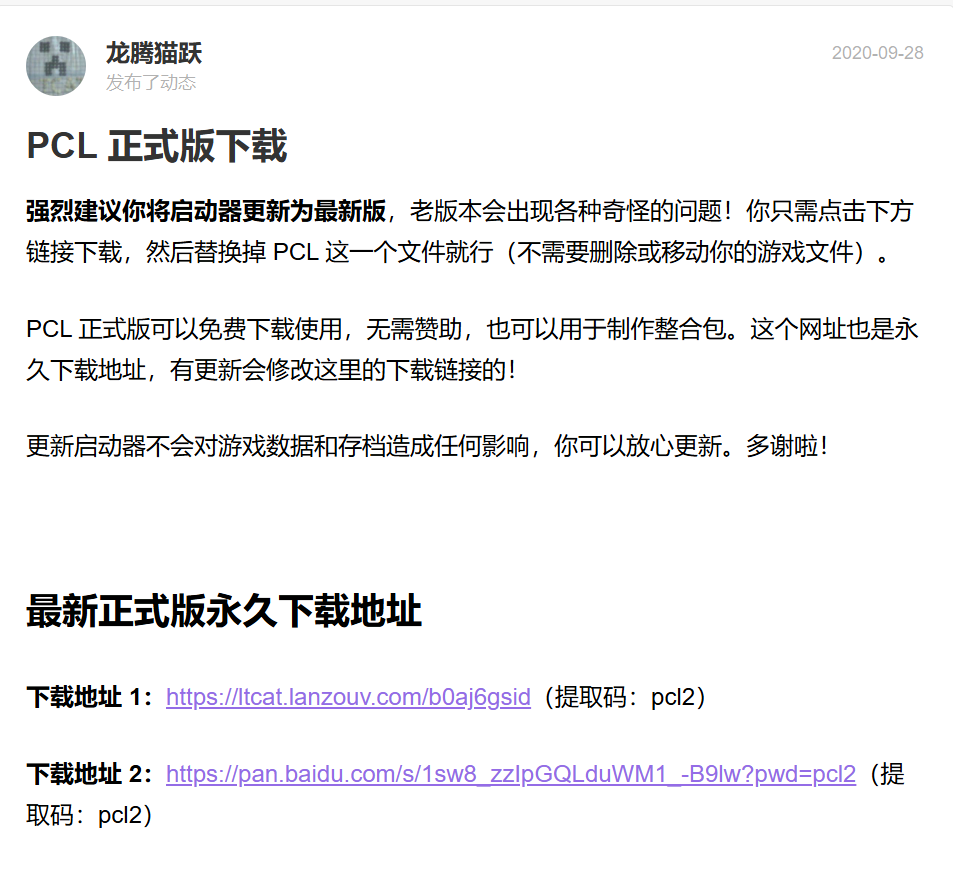 龙腾猫跃
2020-09-28
发布了动态
PCL 正式版下载
强烈建议你将启动器更新为最新版，老版本会出现各种奇怪的问题！你只需点击下方
链接下载，然后替换掉 PCL 这一个文件就行（不需要删除或移动你的游戏文件）。
PCL 正式版可以免费下载使用，无需赞助，也可以用于制作整合包。这个网址也是永
久下载地址，有更新会修改这里的下载链接的！
更新启动器不会对游戏数据和存档造成任何影响，你可以放心更新。多谢啦！
最新正式版永久下载地址
下载地址 1：https://ltcat.lanzouv.com/b0aj6gsid（提取码：pcl2）
下载地址 2：https://pan.baidu.com/s/1sw8_zzIpGQLduWM1_-B9lw?pwd=pcl2（提
取码：pcl2）